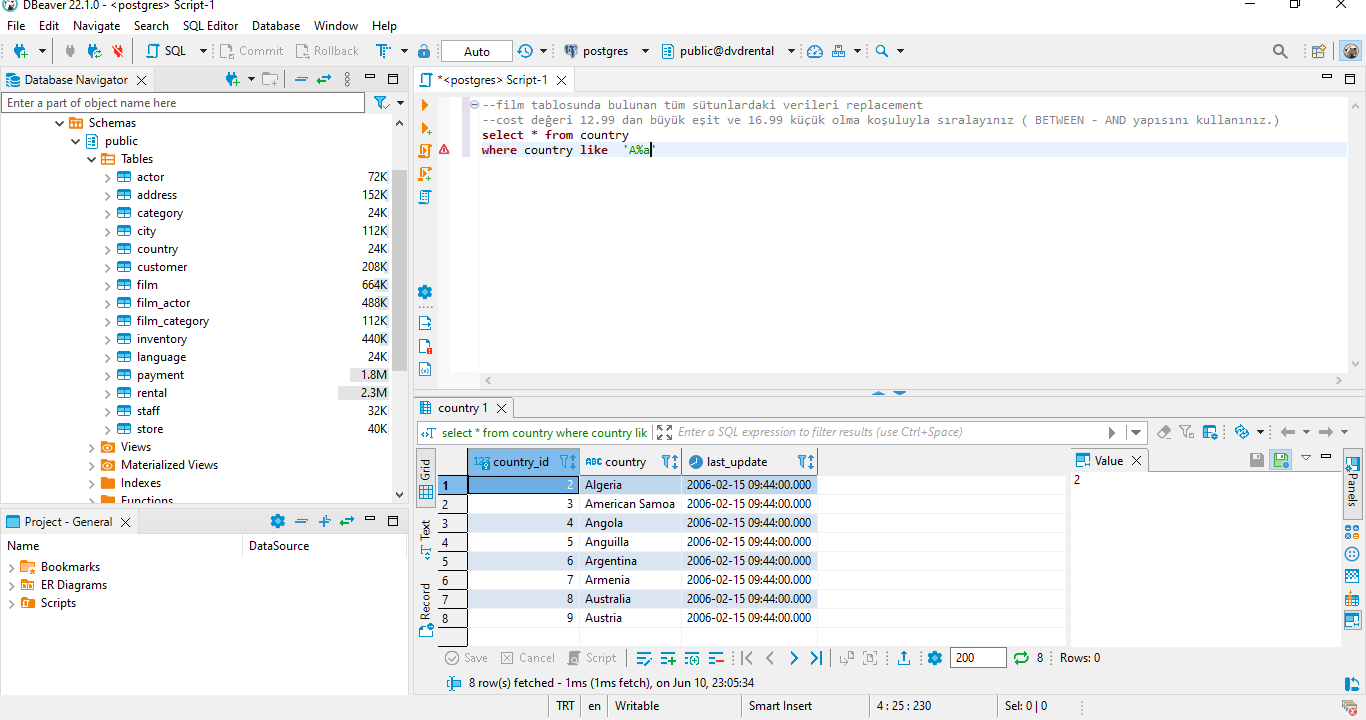 DBeaver 22.1.0 - <postgres> Script-1
File Edit Navigate Search SQL Editor Database Window Help
SQL Commit Rollback Auto postgres public@dvdrental
Database Navigator
Enter a part of object name here
Schemas
public
Tables
actor 72K
address 152K
category 24K
city 112K
country 24K
customer 208K
film 664K
film_actor 488K
film_category 112K
inventory 440K
language 24K
payment 1.8M
rental 2.3M
staff 32K
store 40K
Views
Materialized Views
Indexes
Functions
Project - General
Name DataSource
Bookmarks
ER Diagrams
Scripts
*<postgres> Script-1
--film tablosunda bulunan tüm sütunlardaki verileri replacement
--cost değeri 12.99 dan büyük eşit ve 16.99 küçük olma koşuluyla sıralayınız ( BETWEEN - AND yapısını kullanınız.)
select * from country
where country like  'A%a'
country 1
select * from country where country lik Enter a SQL expression to filter results (use Ctrl+Space)
Grid
Text
Record
123 country_id ABC country last_update
1 2 Algeria 2006-02-15 09:44:00.000
2 3 American Samoa 2006-02-15 09:44:00.000
3 4 Angola 2006-02-15 09:44:00.000
4 5 Anguilla 2006-02-15 09:44:00.000
5 6 Argentina 2006-02-15 09:44:00.000
6 7 Armenia 2006-02-15 09:44:00.000
7 8 Australia 2006-02-15 09:44:00.000
8 9 Austria 2006-02-15 09:44:00.000
Value
2
Panels
Save Cancel Script 200 8 Rows: 0
8 row(s) fetched - 1ms (1ms fetch), on Jun 10, 23:05:34
TRT en Writable Smart Insert 4 : 25 : 230 Sel: 0 | 0